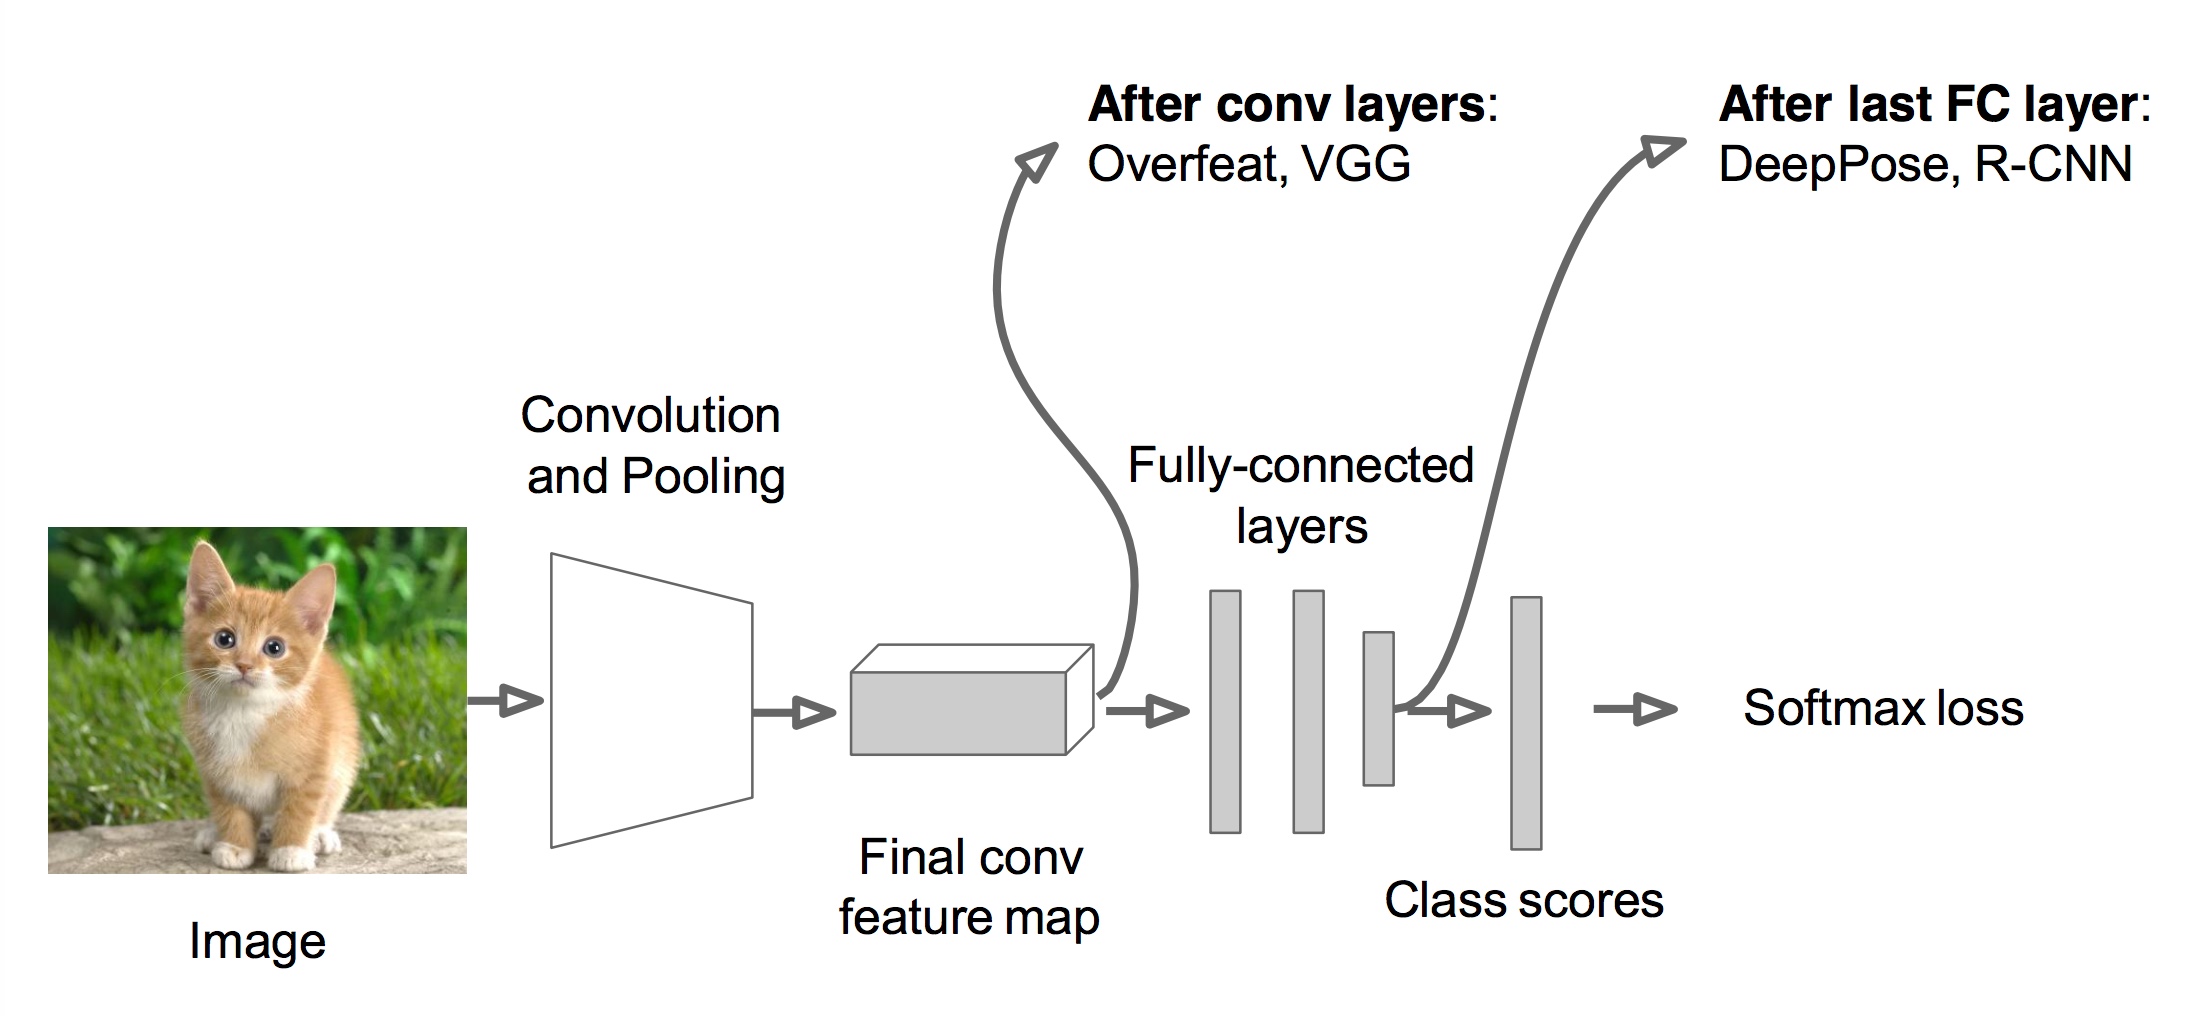 After conv layers:
Overfeat, VGG
After last FC layer:
DeepPose, R-CNN
Convolution
and Pooling
Fully-connected
layers
Softmax loss
Final conv
feature map
Class scores
Image